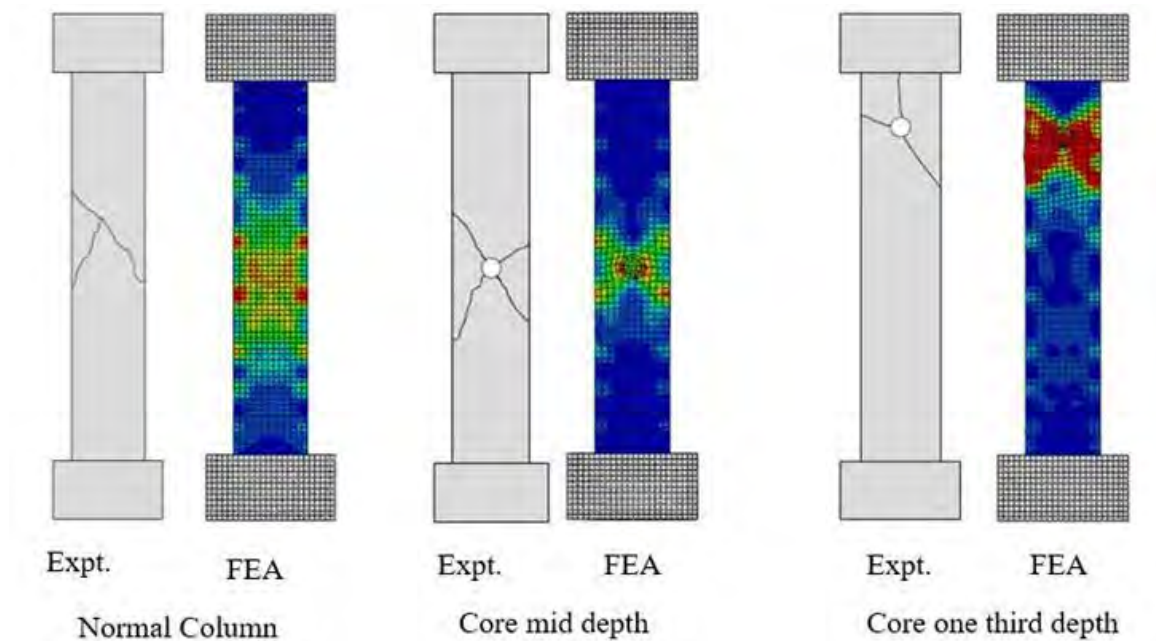 Expt. FEA Expt. FEA Expt. FEA
Normal Column Core mid depth Core one third depth